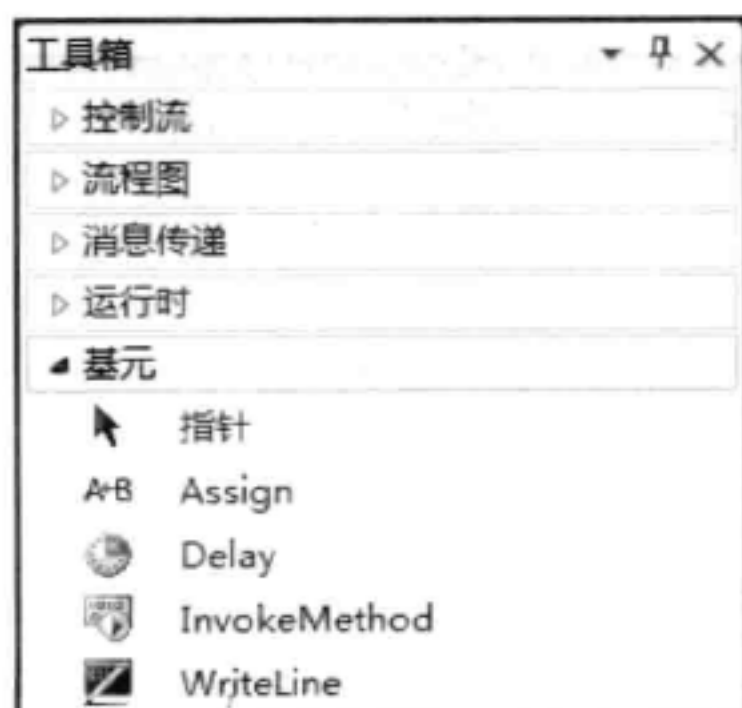 工具箱
控制流
流程图
消息传递
运行时
基元
指针
A+B Assign
Delay
InvokeMethod
WriteLine